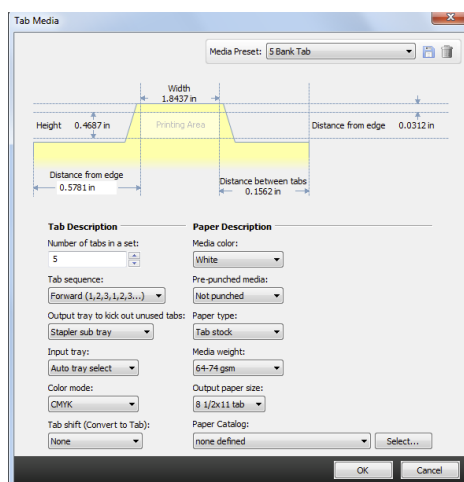 Tab Media
x
Media Preset: 5 Bank Tab
Width
1.8437 in
Height 0.4687 in Printing Area Distance from edge 0.0312 in
Distance from edge
0.5781 in
Distance between tabs
0.1562 in
Tab Description Paper Description
Number of tabs in a set: Media color:
5 White
Tab sequence: Pre-punched media:
Forward (1,2,3,1,2,3...) Not punched
Output tray to kick out unused tabs: Paper type:
Stapler sub tray Tab stock
Input tray: Media weight:
Auto tray select 64-74 gsm
Color mode: Output paper size:
CMYK 8 1/2x11 tab
Tab shift (Convert to Tab): Paper Catalog:
None none defined Select...
OK Cancel